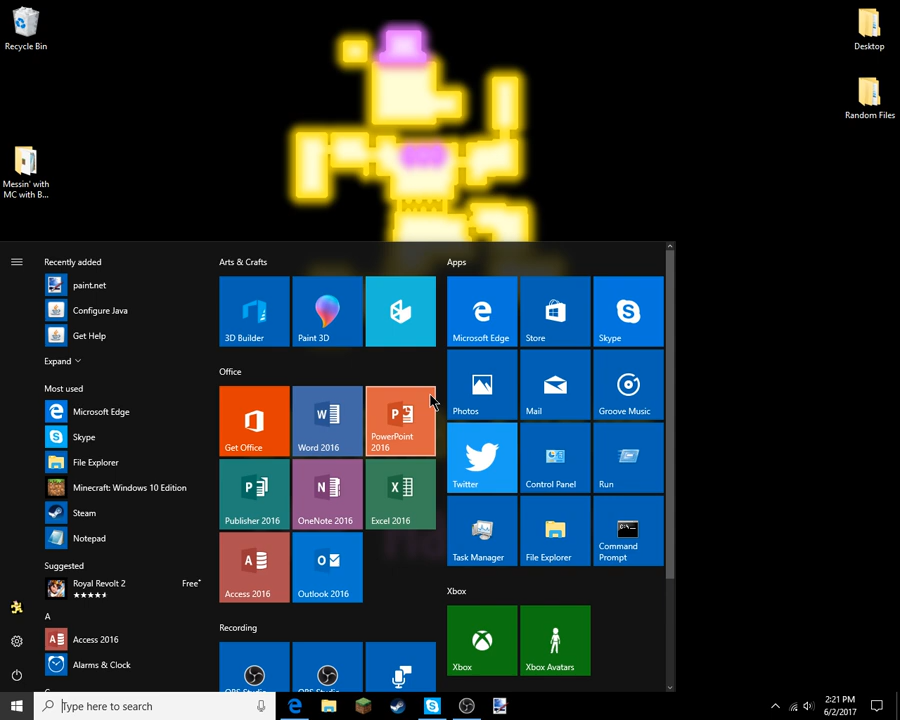 Recycle Bin
Desktop
Random Files
Messin' with
MC with B...
Recently added
paint.net
Configure Java
Get Help
Expand
Most used
Microsoft Edge
Skype
File Explorer
Minecraft: Windows 10 Edition
Steam
Notepad
Suggested
Royal Revolt 2 Free*
A
Access 2016
Alarms & Clock
Arts & Crafts
3D Builder
Paint 3D
Office
Get Office
Word 2016
PowerPoint
2016
Publisher 2016
OneNote 2016
Excel 2016
Access 2016
Outlook 2016
Recording
OBS Studio
OBS Studio
Apps
Microsoft Edge
Store
Skype
Photos
Mail
Groove Music
Twitter
Control Panel
Run
Task Manager
File Explorer
Command
Prompt
Xbox
Xbox
Xbox Avatars
Type here to search
2:21 PM
6/2/2017